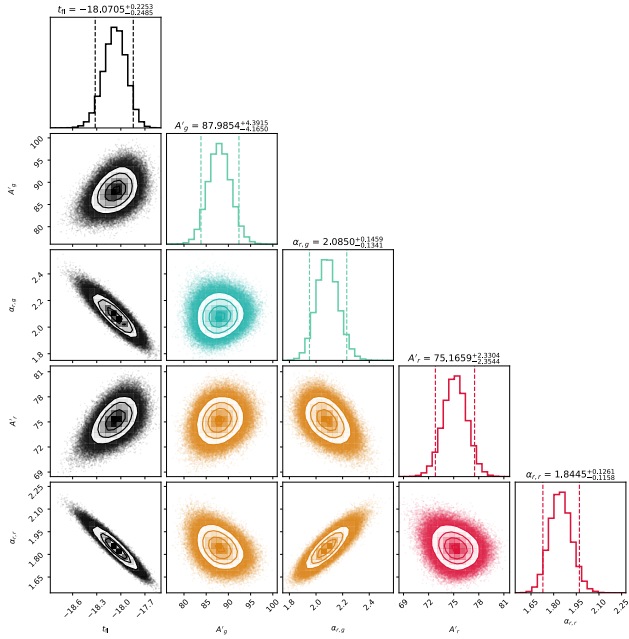 t_fl = −18.0705^{+0.2253}_{−0.2485}
A'_g = 87.9854^{+4.3915}_{−4.1650}
100
95
90
85
80
A'_g
α_{r,g} = 2.0850^{+0.1459}_{−0.1341}
2.4
2.2
2.0
1.8
α_{r,g}
A'_r = 75.1659^{+2.3304}_{−2.3544}
81
78
75
72
69
A'_r
α_{r,r} = 1.8445^{+0.1261}_{−0.1158}
2.25
2.10
1.95
1.80
1.65
α_{r,r}
−18.6 −18.3 −18.0 −17.7
80 85 90 95 100
1.8 2.0 2.2 2.4
69 72 75 78 81
1.65 1.80 1.95 2.10 2.25
t_fl A'_g α_{r,g} A'_r α_{r,r}